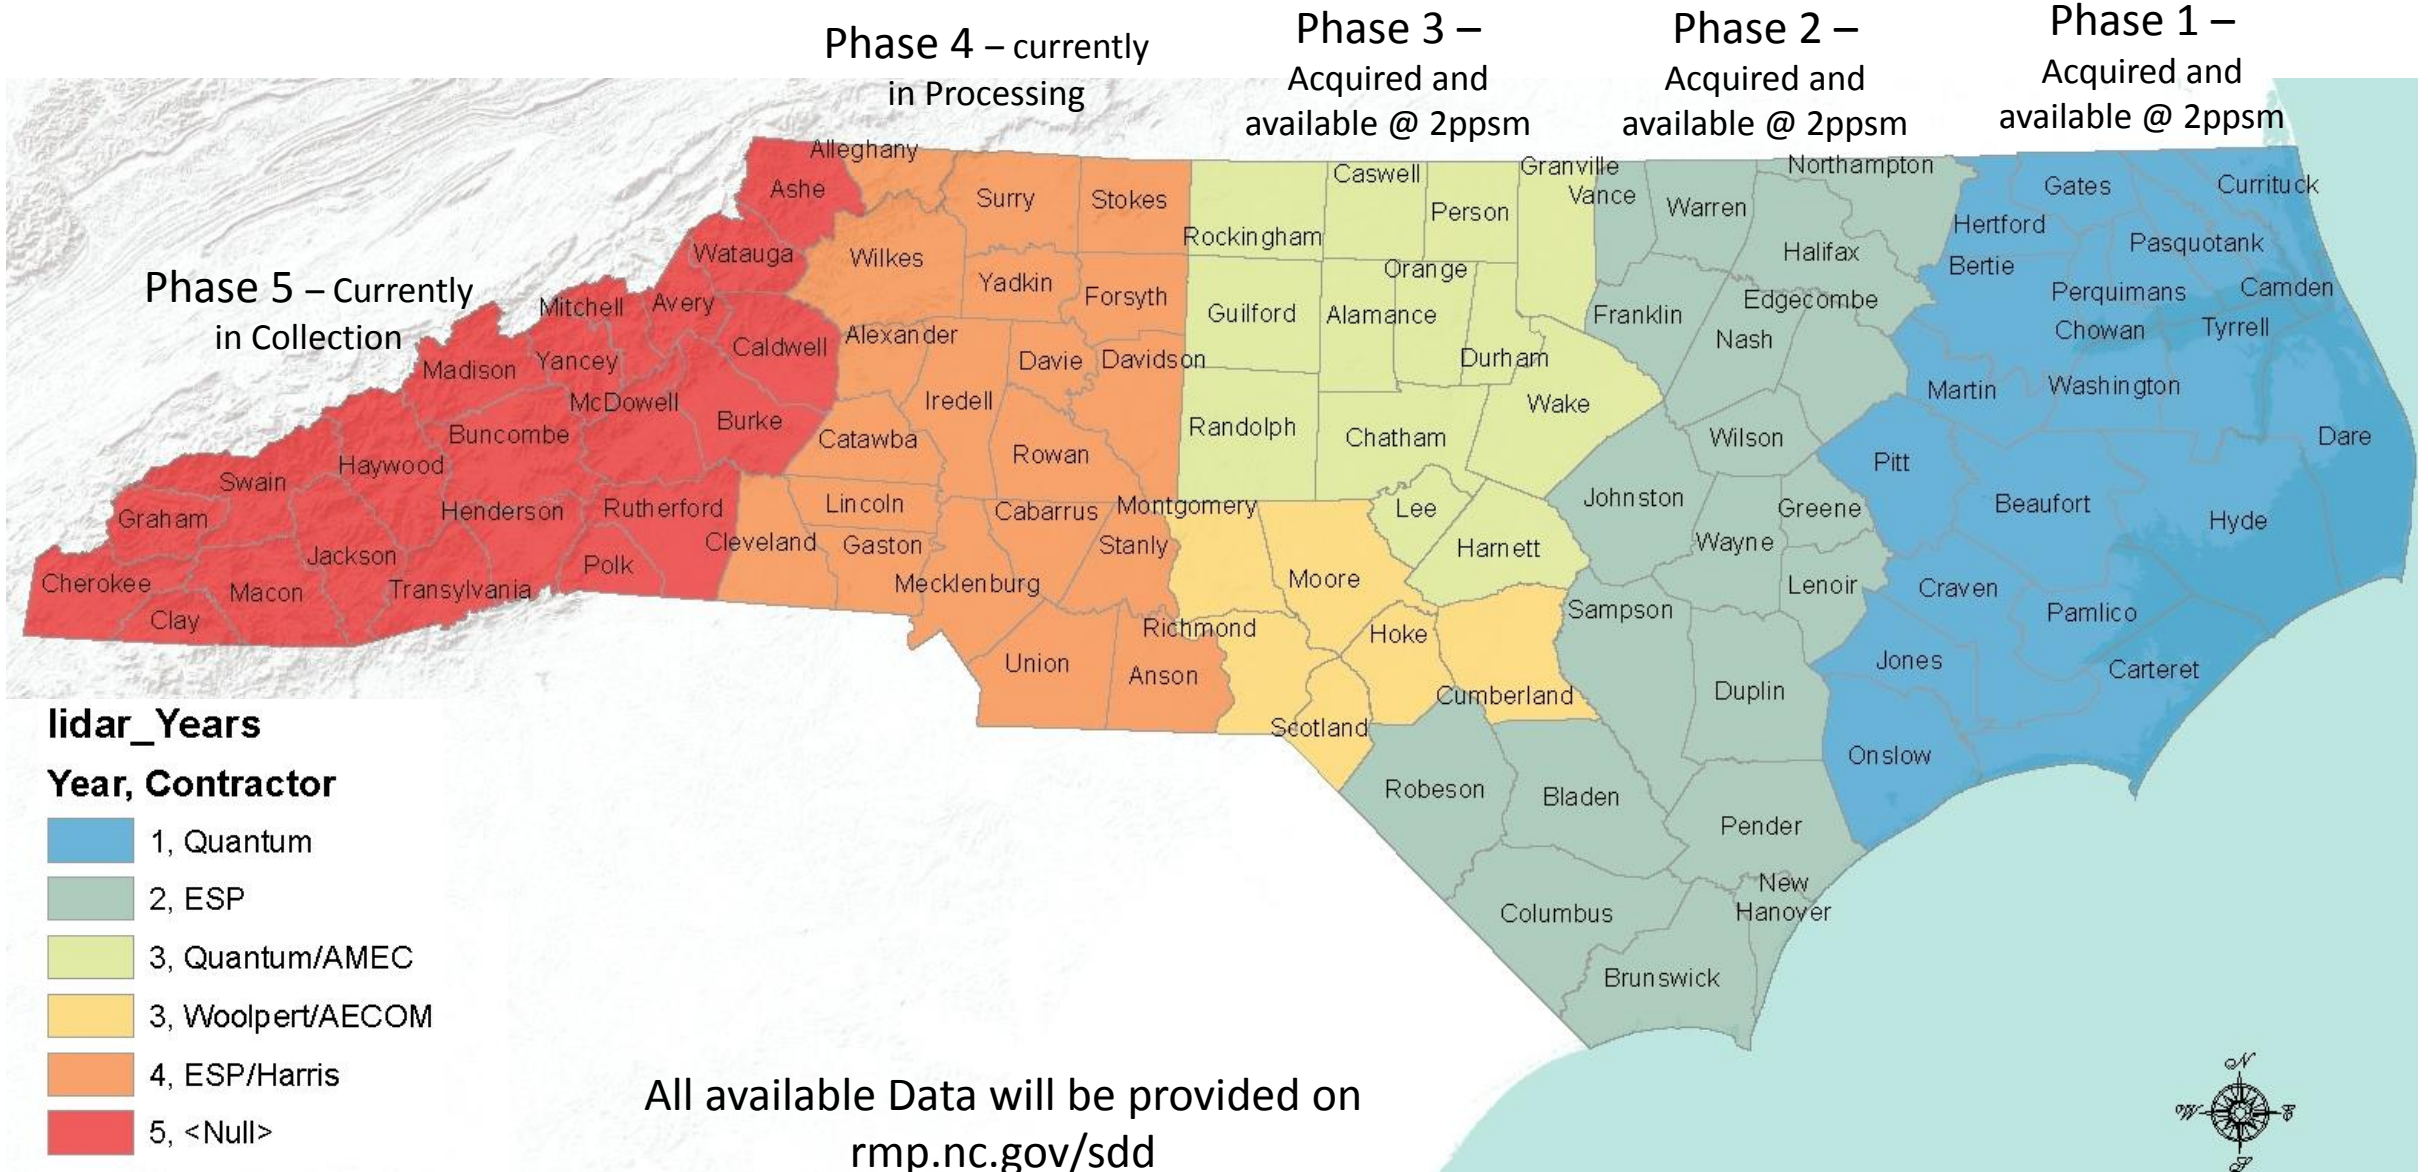 Phase 4 – currently
in Processing
Phase 3 –
Acquired and
available @ 2ppsm
Phase 2 –
Acquired and
available @ 2ppsm
Phase 1 –
Acquired and
available @ 2ppsm
Phase 5 – Currently
in Collection
Alleghany
Ashe
Surry
Stokes
Watauga
Wilkes
Yadkin
Forsyth
Mitchell
Avery
Caldwell
Alexander
Davie
Davidson
Madison
Yancey
McDowell
Burke
Iredell
Catawba
Rowan
Buncombe
Haywood
Swain
Graham
Henderson
Rutherford
Lincoln
Cabarrus
Montgomery
Cleveland
Gaston
Stanly
Cherokee
Jackson
Macon
Transylvania
Polk
Mecklenburg
Clay
Union
Richmond
Anson
Caswell
Granville
Vance
Person
Rockingham
Orange
Guilford
Alamance
Durham
Wake
Randolph
Chatham
Lee
Harnett
Moore
Hoke
Cumberland
Scotland
Northampton
Warren
Halifax
Franklin
Edgecombe
Nash
Wilson
Johnston
Greene
Wayne
Lenoir
Sampson
Duplin
Robeson
Bladen
Pender
New
Hanover
Columbus
Brunswick
Gates
Currituck
Hertford
Pasquotank
Bertie
Perquimans
Camden
Chowan
Tyrrell
Martin
Washington
Dare
Pitt
Beaufort
Hyde
Craven
Pamlico
Jones
Carteret
Onslow
lidar_Years
Year, Contractor
1, Quantum
2, ESP
3, Quantum/AMEC
3, Woolpert/AECOM
4, ESP/Harris
5, <Null>
All available Data will be provided on
rmp.nc.gov/sdd
N
W
E
S